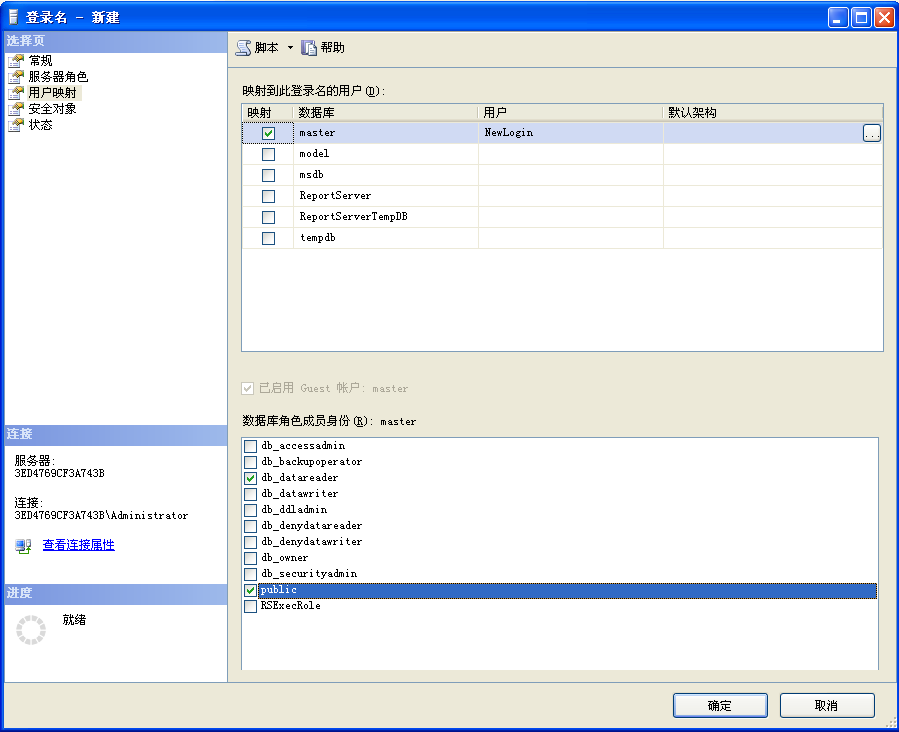 登录名 - 新建
选择页
常规
服务器角色
用户映射
安全对象
状态
脚本
帮助
映射到此登录名的用户(D):
映射 数据库 用户 默认架构
master NewLogin ...
model
msdb
ReportServer
ReportServerTempDB
tempdb
已启用 Guest 帐户: master
数据库角色成员身份(R): master
db_accessadmin
db_backupoperator
db_datareader
db_datawriter
db_ddladmin
db_denydatareader
db_denydatawriter
db_owner
db_securityadmin
public
RSExecRole
连接
服务器:
3ED4769CF3A743B
连接:
3ED4769CF3A743B\Administrator
查看连接属性
进度
就绪
确定
取消